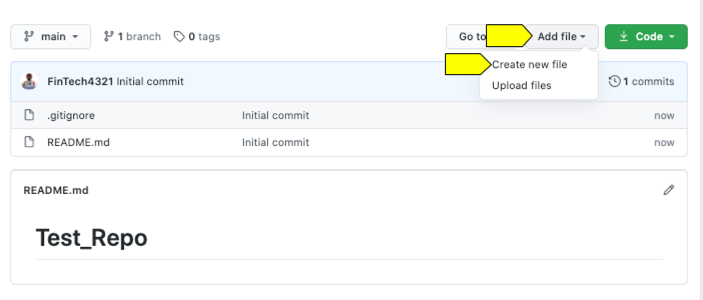 main 1 branch 0 tags Go to Add file Code
Create new file
Upload files
FinTech4321 Initial commit 1 commits
.gitignore Initial commit now
README.md Initial commit now
README.md
Test_Repo